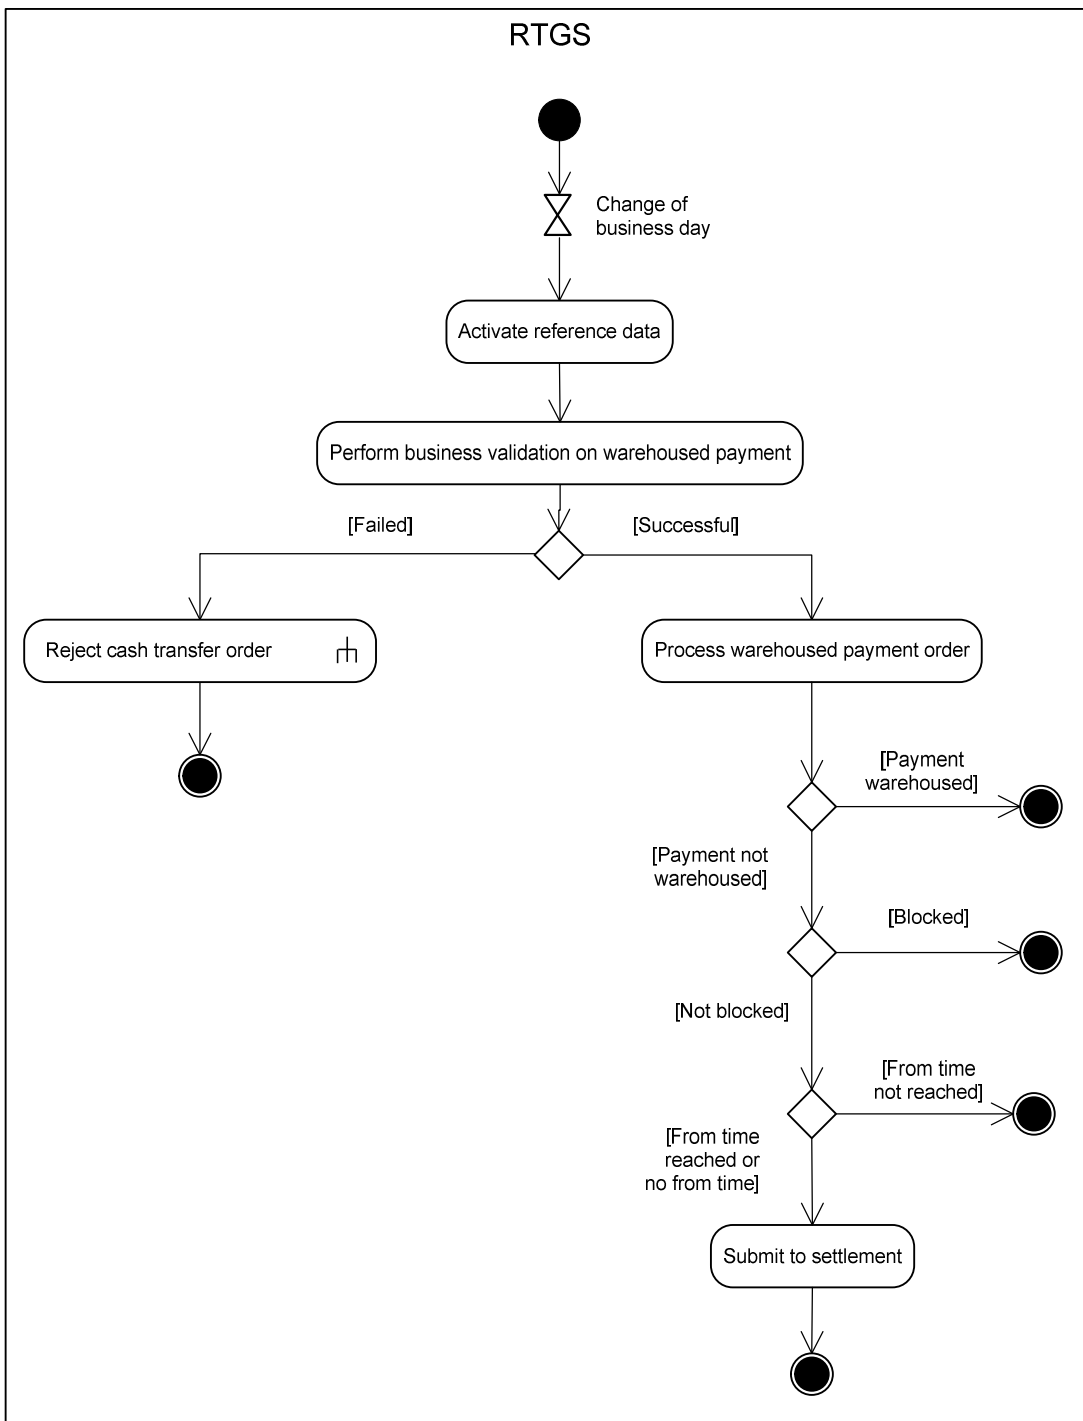 RTGS
Change of
business day
Activate reference data
Perform business validation on warehoused payment
[Failed]
[Successful]
Reject cash transfer order
Process warehoused payment order
[Payment
warehoused]
[Payment not
warehoused]
[Blocked]
[Not blocked]
[From time
not reached]
[From time
reached or
no from time]
Submit to settlement